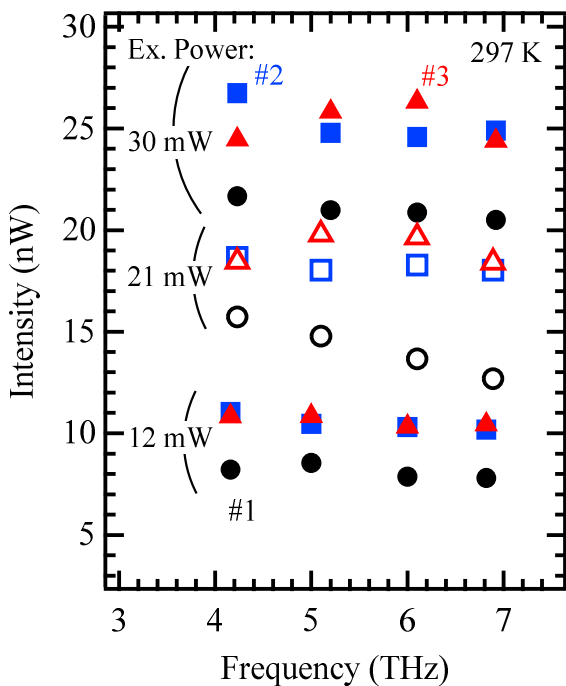 30
Ex. Power:
297 K
#2
#3
25
30 mW
20
21 mW
15
12 mW
10
#1
5
3 4 5 6 7
Frequency (THz)
Intensity (nW)